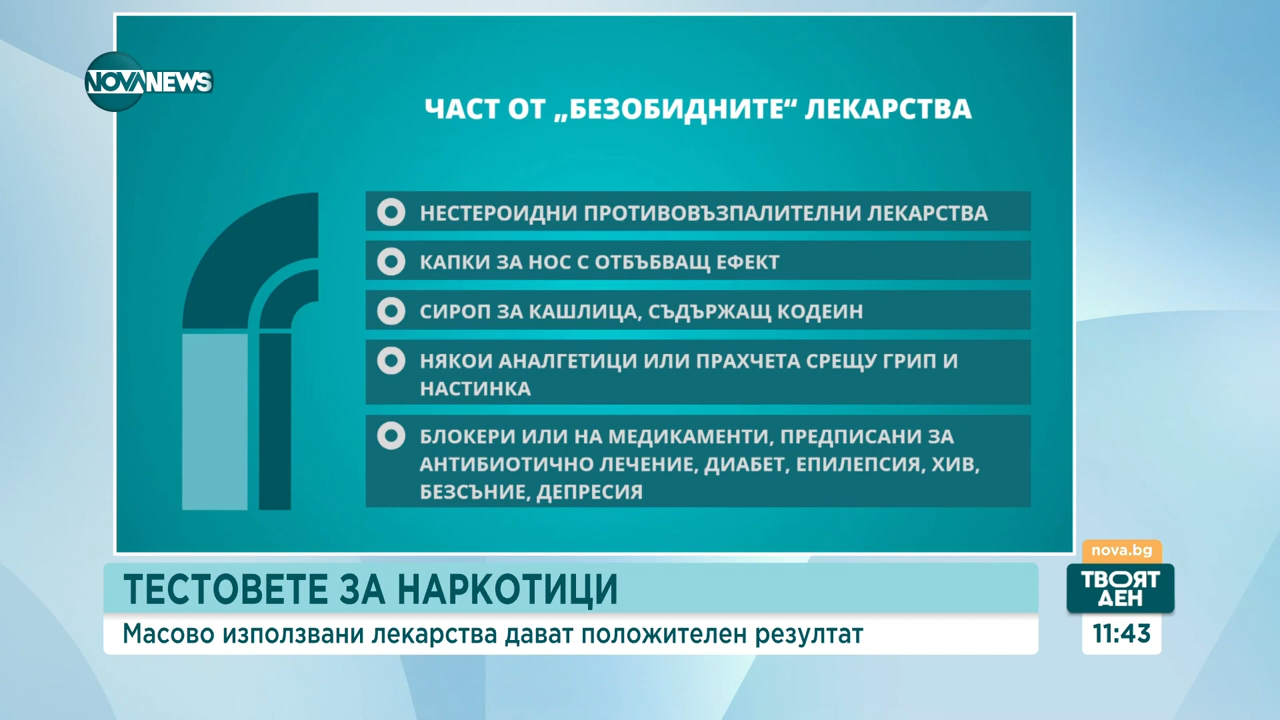 NOVANEWS
ЧАСТ ОТ „БЕЗОБИДНИТЕ“ ЛЕКАРСТВА
НЕСТЕРОИДНИ ПРОТИВОВЪЗПАЛИТЕЛНИ ЛЕКАРСТВА
КАПКИ ЗА НОС С ОТБЪБВАЩ ЕФЕКТ
СИРОП ЗА КАШЛИЦА, СЪДЪРЖАЩ КОДЕИН
НЯКОИ АНАЛГЕТИЦИ ИЛИ ПРАХЧЕТА СРЕЩУ ГРИП И
НАСТИНКА
БЛОКЕРИ ИЛИ НА МЕДИКАМЕНТИ, ПРЕДПИСАНИ ЗА
АНТИБИОТИЧНО ЛЕЧЕНИЕ, ДИАБЕТ, ЕПИЛЕПСИЯ, ХИВ,
БЕЗСЪНИЕ, ДЕПРЕСИЯ
ТЕСТОВЕТЕ ЗА НАРКОТИЦИ
Масово използвани лекарства дават положителен резултат
nova.bg
ТВОЯТ
ДЕН
11:43